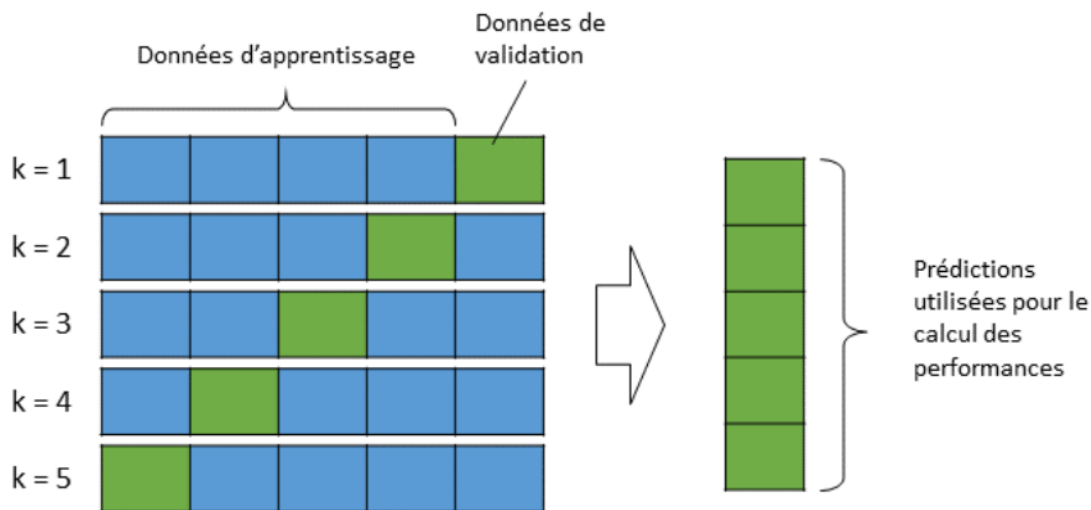 Données d'apprentissage
Données de
validation
k = 1
k = 2
k = 3
k = 4
k = 5
Prédictions
utilisées pour le
calcul des
performances